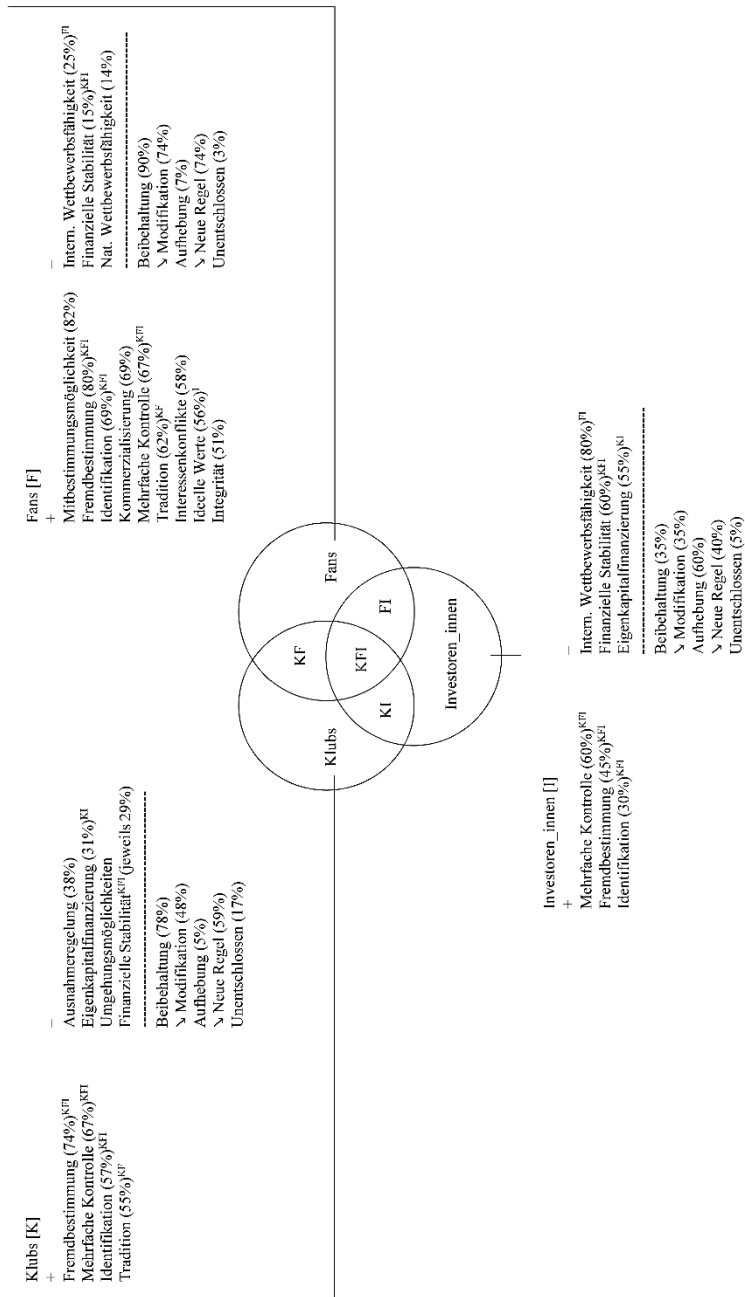 Klubs [K]
+
Fremdbestimmung (74%)ᴷᶠᴵ
Mehrfache Kontrolle (67%)ᴷᶠᴵ
Identifikation (57%)ᴷᶠᴵ
Tradition (55%)ᴷᶠ
–
Ausnahmeregelung (38%)
Eigenkapitalfinanzierung (31%)ᴷᴵ
Umgehungsmöglichkeiten
Finanzielle Stabilitätᴷᶠᴵ (jeweils 29%)
Beibehaltung (78%)
↘ Modifikation (48%)
Aufhebung (5%)
↘ Neue Regel (59%)
Unentschlossen (17%)
Fans [F]
+
Mitbestimmungsmöglichkeit (82%)
Fremdbestimmung (80%)ᴷᶠᴵ
Identifikation (69%)ᴷᶠᴵ
Kommerzialisierung (69%)
Mehrfache Kontrolle (67%)ᴷᶠᴵ
Tradition (62%)ᴷᶠ
Interessenkonflikte (58%)
Ideelle Werte (56%)ᴵ
Integrität (51%)
–
Intern. Wettbewerbsfähigkeit (25%)ᶠᴵ
Finanzielle Stabilität (15%)ᴷᶠᴵ
Nat. Wettbewerbsfähigkeit (14%)
Beibehaltung (90%)
↘ Modifikation (74%)
Aufhebung (7%)
↘ Neue Regel (74%)
Unentschlossen (3%)
Klubs
KF
Fans
KFI
KI
FI
Investoren_innen
Investoren_innen [I]
+
Mehrfache Kontrolle (60%)ᴷᶠᴵ
Fremdbestimmung (45%)ᴷᶠᴵ
Identifikation (30%)ᴷᶠᴵ
–
Intern. Wettbewerbsfähigkeit (80%)ᶠᴵ
Finanzielle Stabilität (60%)ᴷᶠᴵ
Eigenkapitalfinanzierung (55%)ᴷᴵ
Beibehaltung (35%)
↘ Modifikation (35%)
Aufhebung (60%)
↘ Neue Regel (40%)
Unentschlossen (5%)